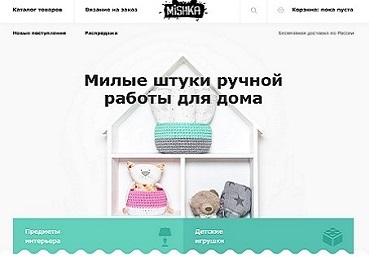 Каталог товаров
Вязание на заказ
MiSHKA
Корзина: пока пуста
Новые поступления
Распродажа
Бесплатная доставка по России
Милые штуки ручной
работы для дома
Предметы
интерьера
Детские
игрушки